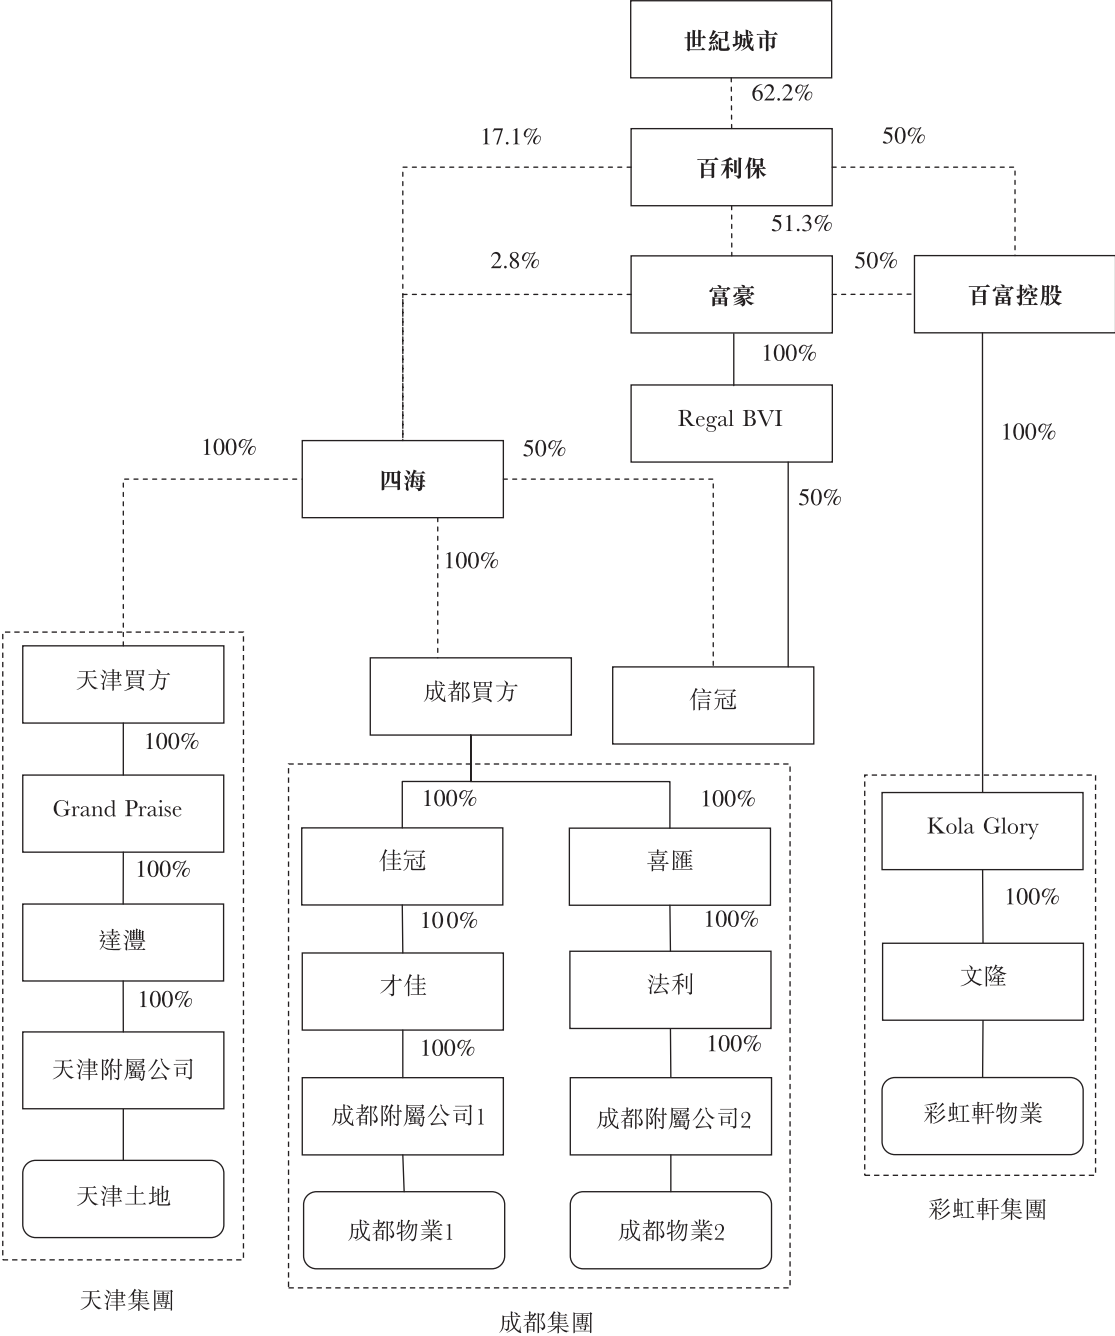 世紀城市
62.2%
17.1%
50%
百利保
51.3%
2.8%
50%
富豪
百富控股
100%
Regal BVI
100%
100%
50%
四海
50%
100%
天津買方
成都買方
信冠
100%
100%
100%
Grand Praise
Kola Glory
佳冠
喜匯
100%
100%
100%
100%
達灃
文隆
才佳
法利
100%
100%
100%
天津附屬公司
成都附屬公司1
成都附屬公司2
彩虹軒物業
天津土地
成都物業1
成都物業2
彩虹軒集團
天津集團
成都集團